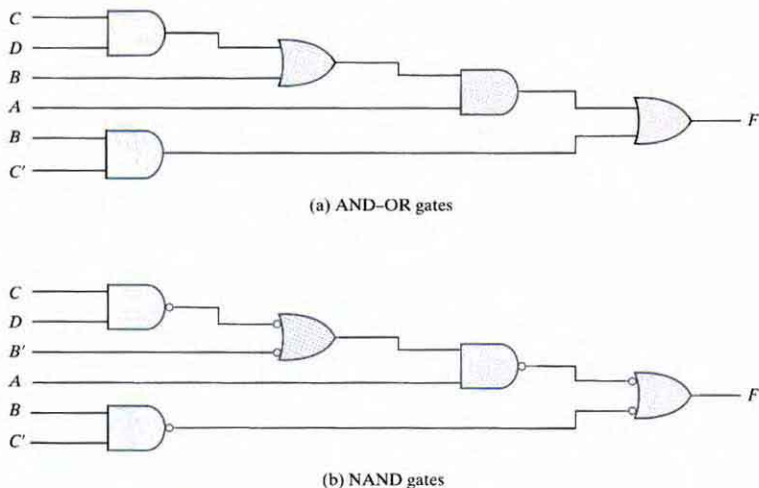 C
D
B
A
B
C′
F
(a) AND–OR gates
C
D
B′
A
B
C′
F
(b) NAND gates